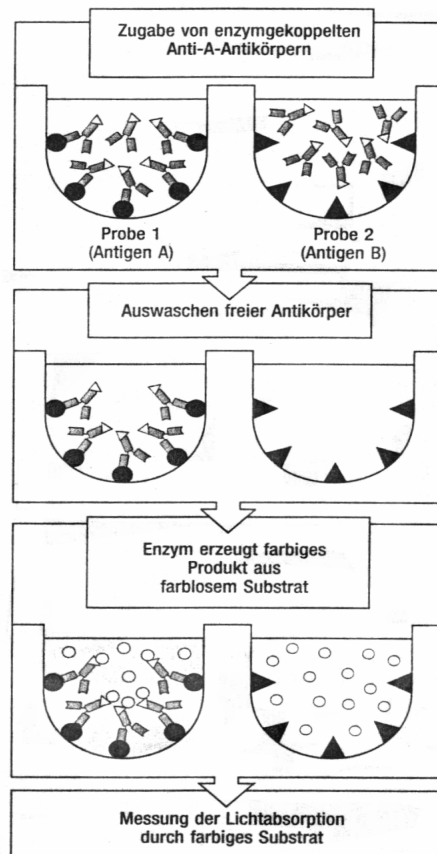 Zugabe von enzymgekoppelten
Anti-A-Antikörpern
Probe 1
(Antigen A)
Probe 2
(Antigen B)
Auswaschen freier Antikörper
Enzym erzeugt farbiges
Produkt aus
farblosem Substrat
Messung der Lichtabsorption
durch farbiges Substrat